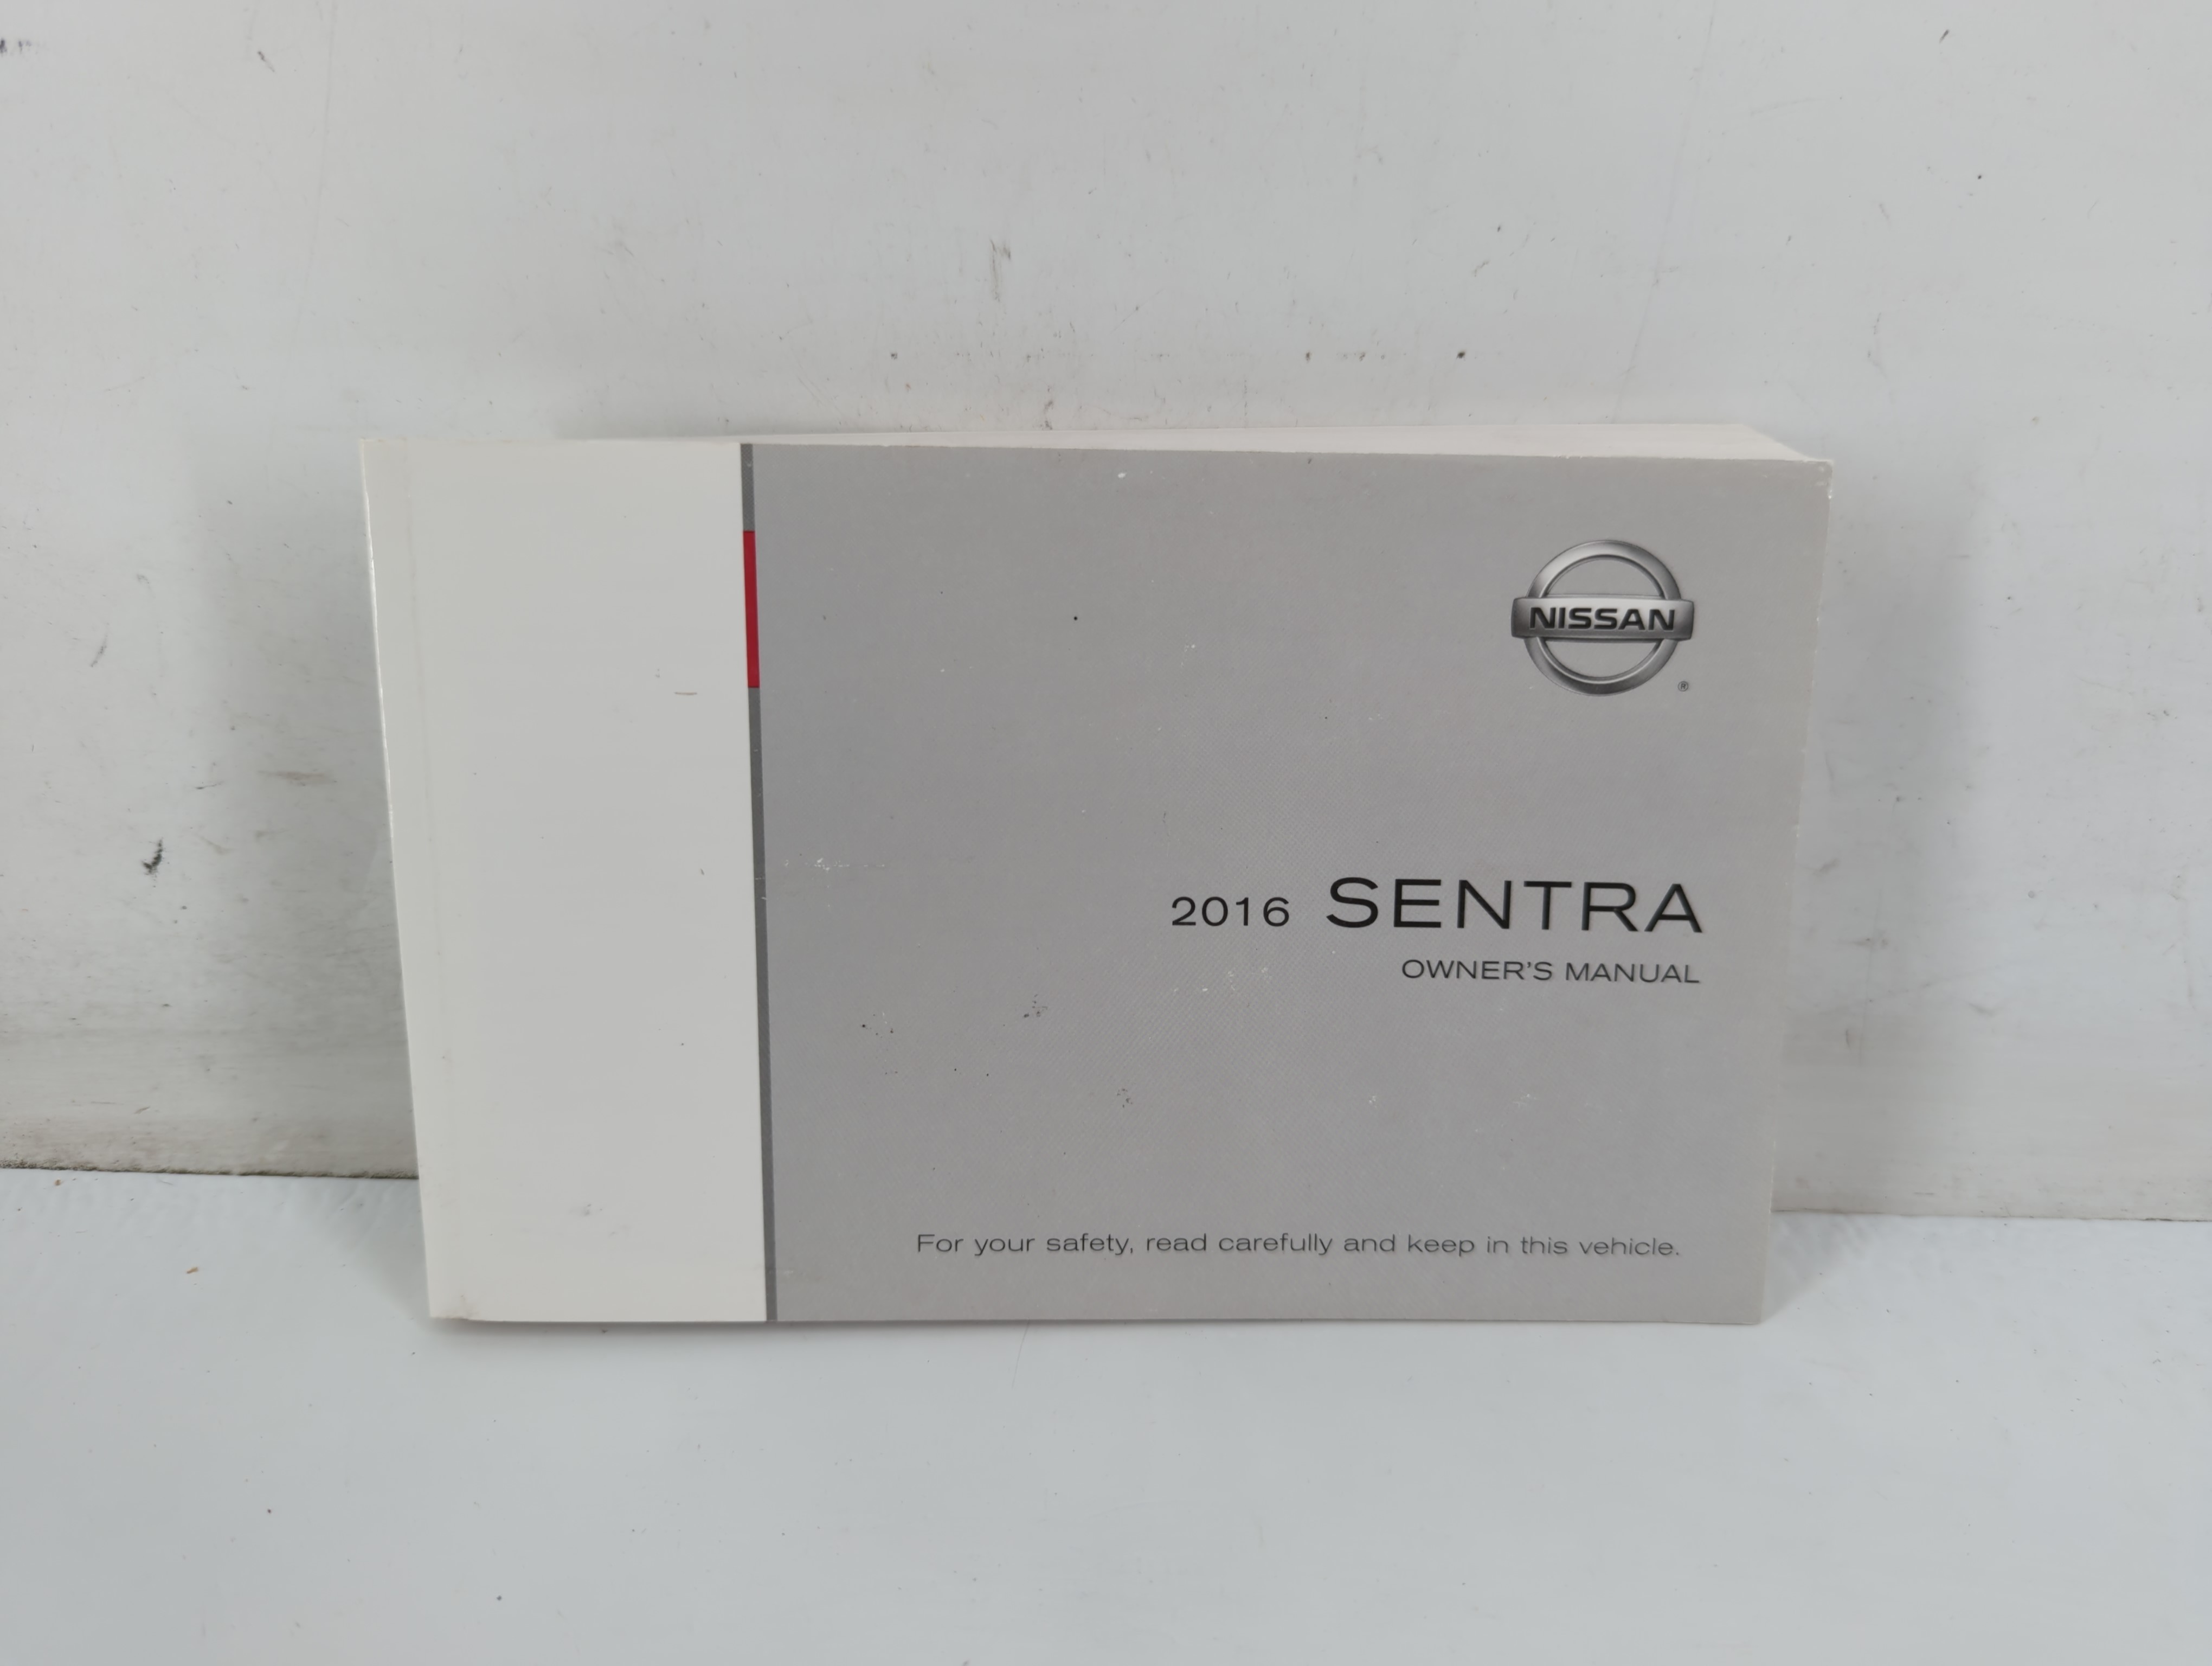 NISSAN
®
2016 SENTRA
OWNER'S MANUAL
For your safety, read carefully and keep in this vehicle.